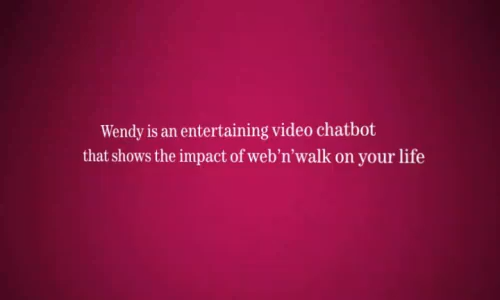 Wendy is an entertaining video chatbot
that shows the impact of web’n’walk on your life